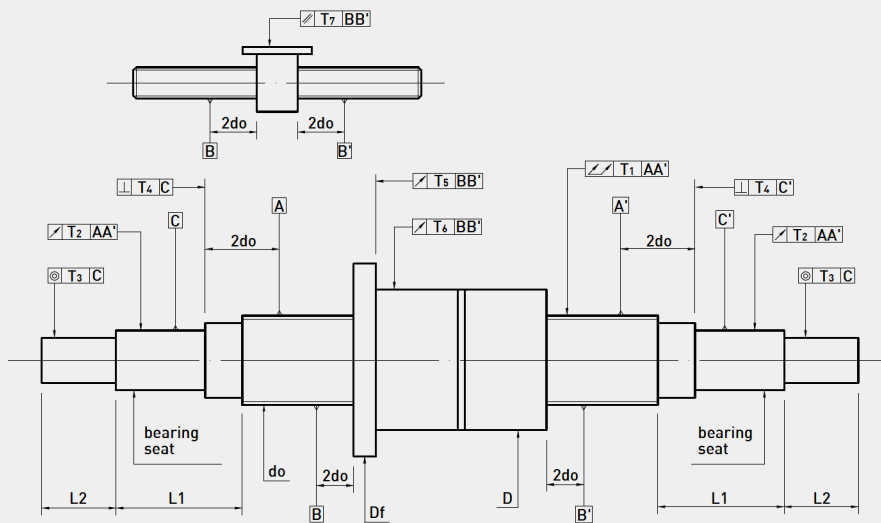 ⫽ T7 BB'
2do 2do
B B'
⊥ T4 C
↗ T5 BB'
⌰ T1 AA'
⊥ T4 C'
A
A'
↗ T2 AA'
C
2do
↗ T6 BB'
2do
C'
↗ T2 AA'
◎ T3 C
◎ T3 C
bearing
seat
bearing
seat
do
2do
2do
L2 L1
D
L1 L2
B
Df
B'